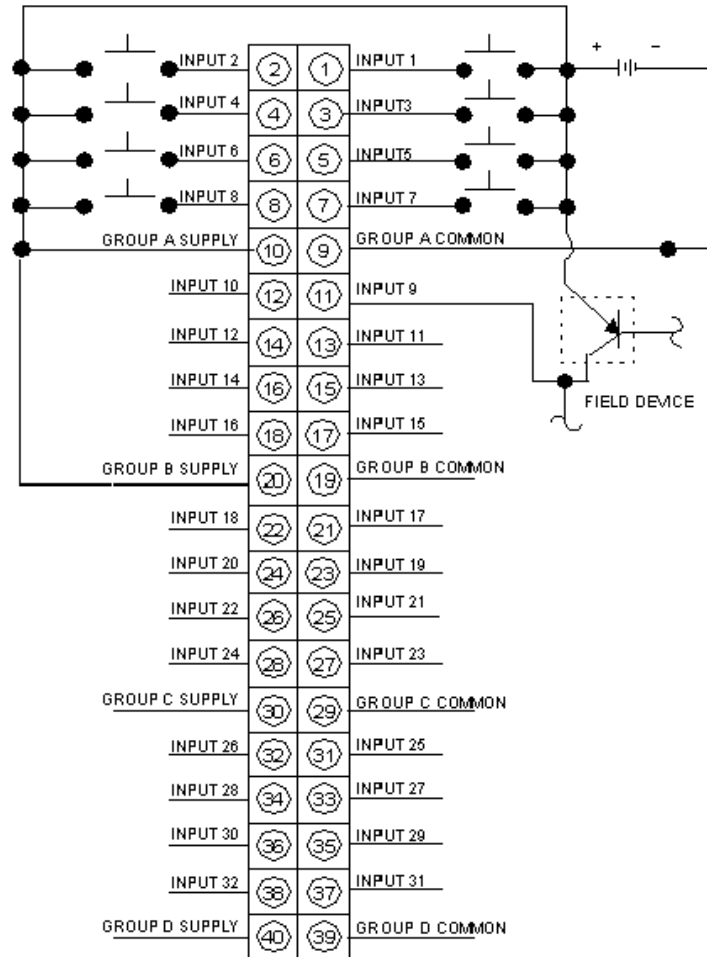 + −
INPUT 2 2 1 INPUT 1
INPUT 4 4 3 INPUT3
INPUT 6 6 5 INPUT5
INPUT 8 8 7 INPUT 7
GROUP A SUPPLY 10 9 GROUP A COMMON
INPUT 10 12 11 INPUT 9
INPUT 12 14 13 INPUT 11
INPUT 14 16 15 INPUT 13
FIELD DEVICE
INPUT 16 18 17 INPUT 15
GROUP B SUPPLY 20 19 GROUP B COMMON
INPUT 18 22 21 INPUT 17
INPUT 20 24 23 INPUT 19
INPUT 22 26 25 INPUT 21
INPUT 24 28 27 INPUT 23
GROUP C SUPPLY 30 29 GROUP C COMMON
INPUT 26 32 31 INPUT 25
INPUT 28 34 33 INPUT 27
INPUT 30 36 35 INPUT 29
INPUT 32 38 37 INPUT 31
GROUP D SUPPLY 40 39 GROUP D COMMON